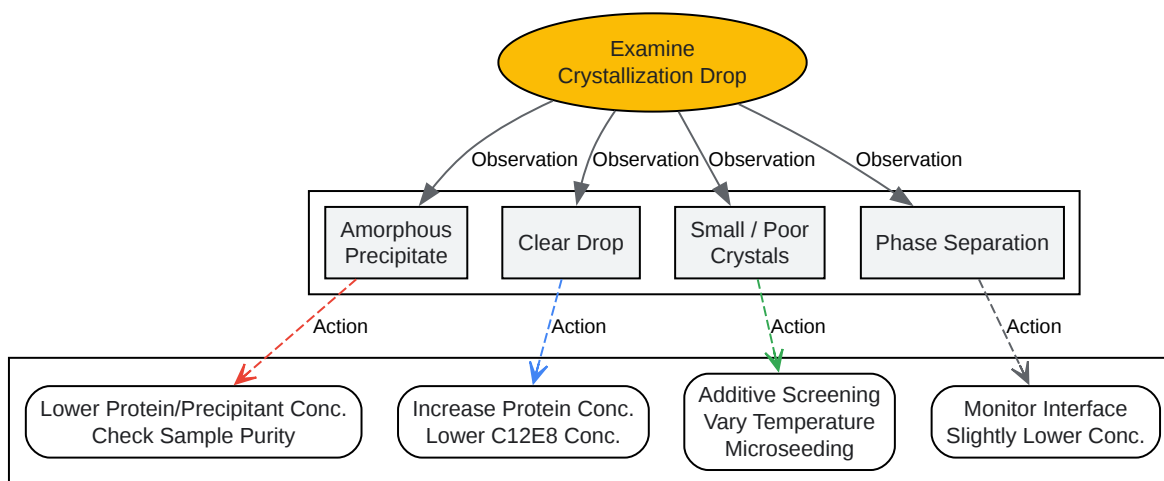 Examine
Crystallization Drop
Observation
Observation
Observation
Observation
Amorphous
Precipitate
Clear Drop
Small / Poor
Crystals
Phase Separation
Action
Action
Action
Action
Lower Protein/Precipitant Conc.
Check Sample Purity
Increase Protein Conc.
Lower C12E8 Conc.
Additive Screening
Vary Temperature
Microseeding
Monitor Interface
Slightly Lower Conc.